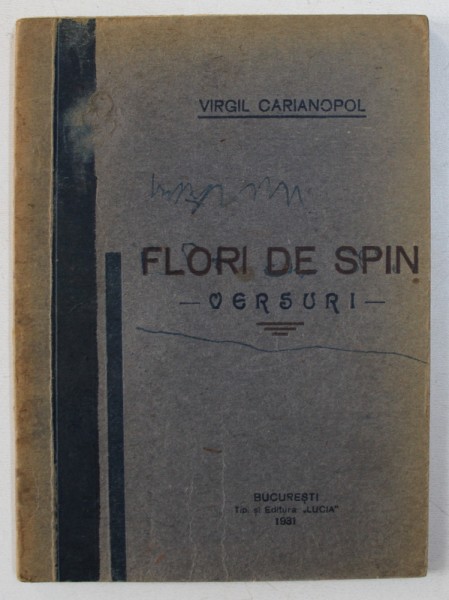 VIRGIL CARIANOPOL
FLORI DE SPIN
— VERSURI —
BUCUREȘTI
Tip. și Editura „LUCIA”
1931